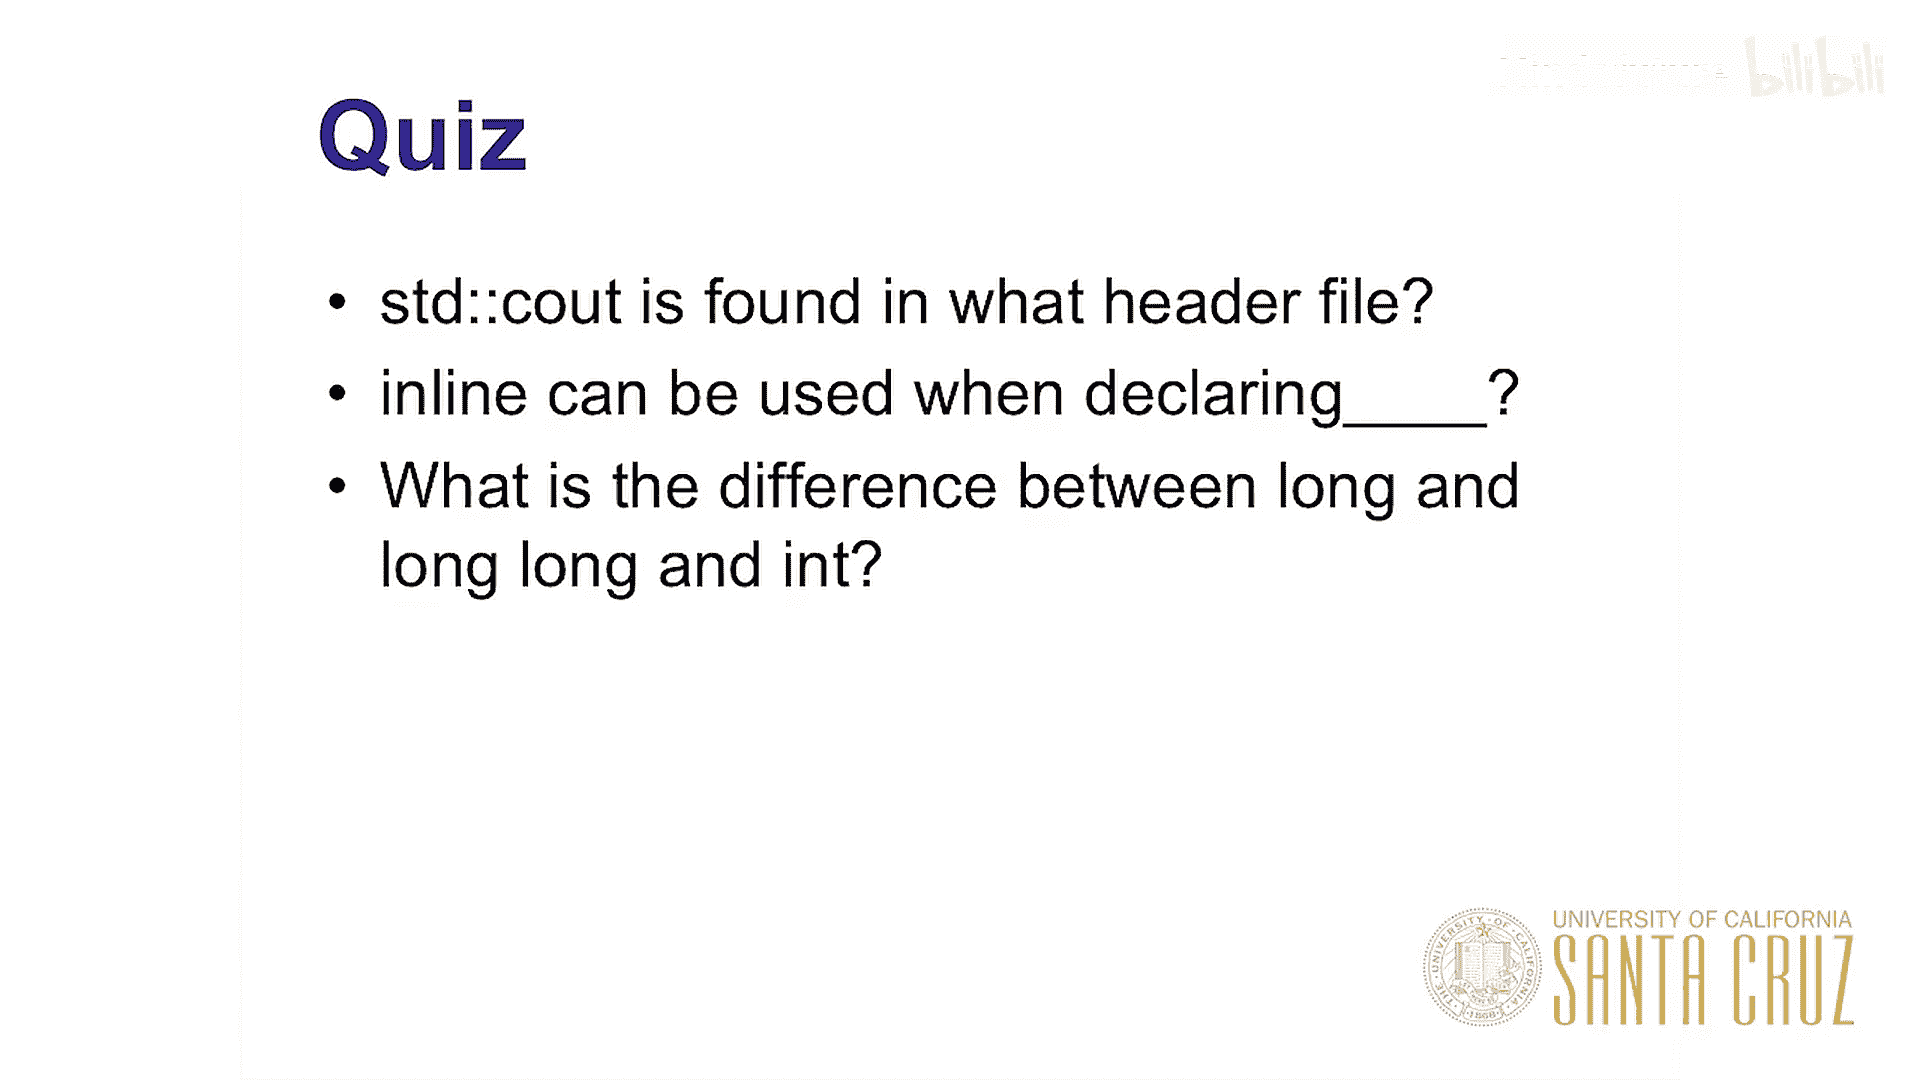 bilibili
Quiz
• std::cout is found in what header file?
• inline can be used when declaring____?
• What is the difference between long and
long long and int?
UNIVERSITY OF CALIFORNIA
SANTA CRUZ